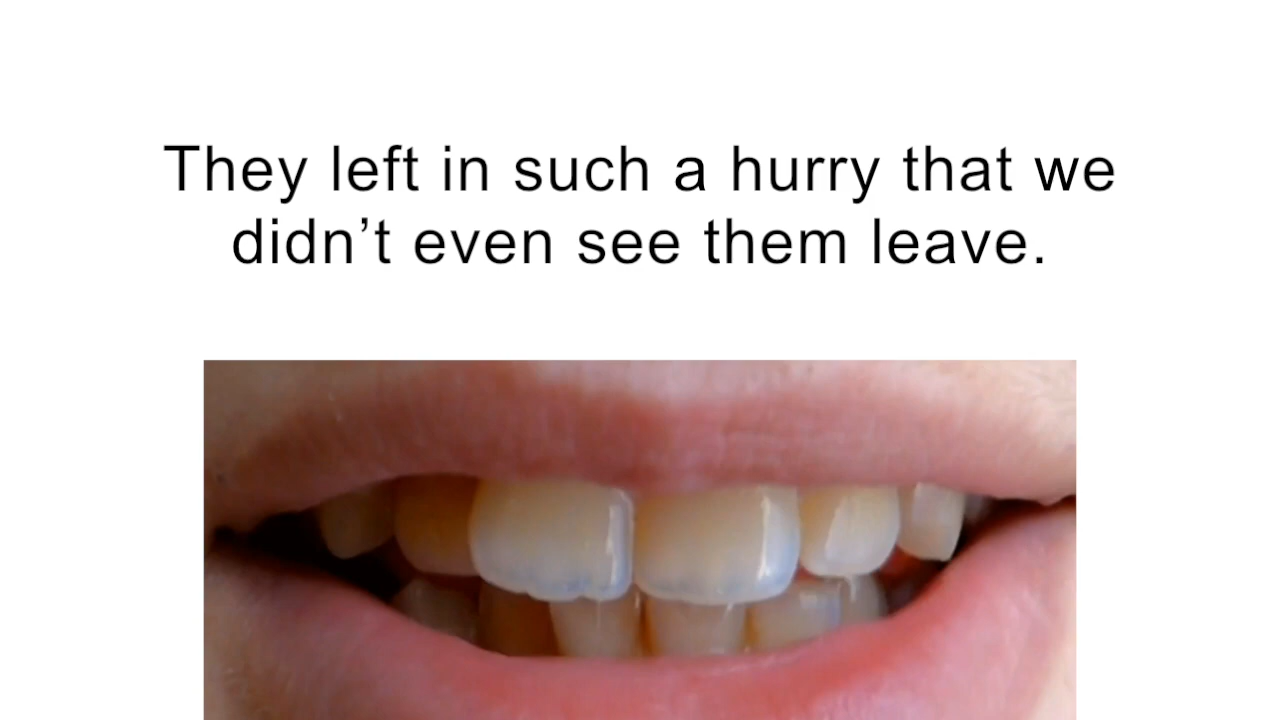 They left in such a hurry that we
didn’t even see them leave.